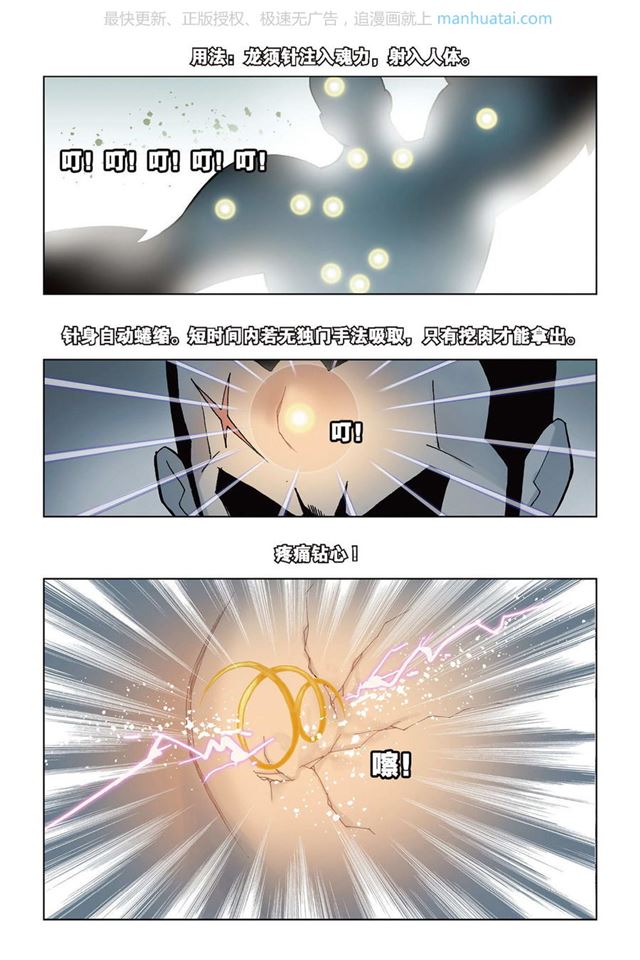 最快更新、正版授权、极速无广告，追漫画就上 manhuatai.com
用法：龙须针注入魂力，射入人体。
叮！叮！叮！叮！叮！
针身自动蜷缩。短时间内若无独门手法吸取，只有挖肉才能拿出。
叮！
疼痛钻心！
嚓！